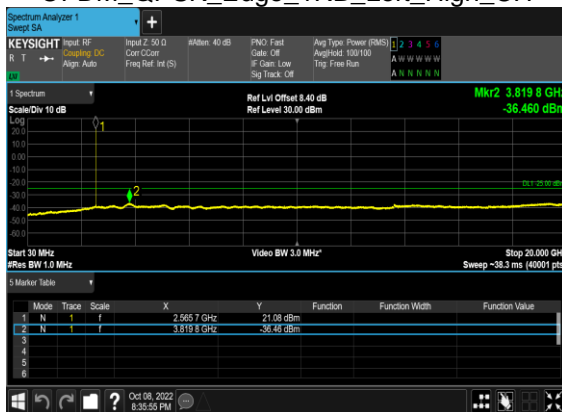 Spectrum Analyzer 1
Swept SA
KEYSIGHT
R T
LXI
Input: RF
Coupling: DC
Align: Auto
Input Z: 50 Ω
Corr CCorr
Freq Ref: Int (S)
#Atten: 40 dB
PNO: Fast
Gate: Off
IF Gain: Low
Sig Track: Off
Avg Type: Power (RMS)
Avg|Hold: 100/100
Trig: Free Run
1 2 3 4 5 6
A W W W W W
A N N N N N
1 Spectrum
Scale/Div 10 dB
Ref Lvl Offset 8.40 dB
Ref Level 30.00 dBm
Mkr2 3.819 8 GHz
-36.460 dBm
Log
20.0
10.0
0.00
-10.0
-20.0
-30.0
-40.0
-50.0
-60.0
1
2
DL1 -25.00 dBm
Start 30 MHz
#Res BW 1.0 MHz
Video BW 3.0 MHz*
Stop 20.000 GHz
Sweep ~38.3 ms (40001 pts)
5 Marker Table
Mode Trace Scale X Y Function Function Width Function Value
1 N 1 f 2.565 7 GHz 21.08 dBm
2 N 1 f 3.819 8 GHz -36.46 dBm
3
4
5
6
Oct 08, 2022
8:35:55 PM